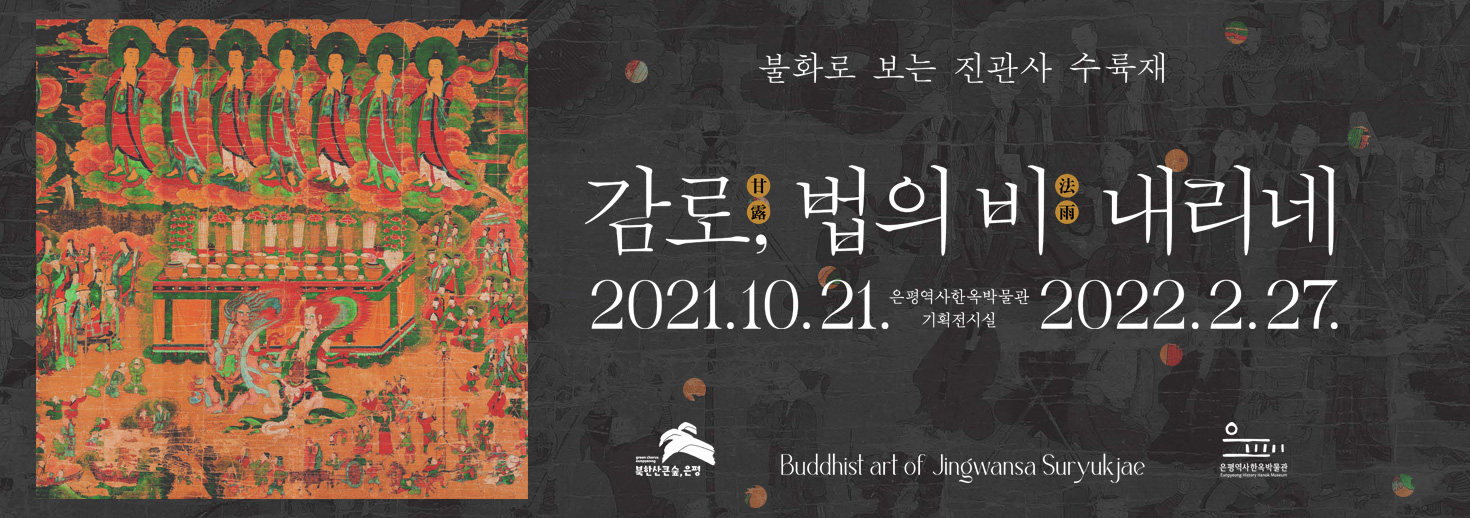 불화로 보는 진관사 수륙재
감로, 법의 비 내리네
甘露
法雨
2021.10.21.
은평역사한옥박물관
기획전시실
2022.2.27.
green chorus
eunpyeong
북한산큰숲,은평
Buddhist art of Jingwansa Suryukjae
은평역사한옥박물관
Eunpyeong History Hanok Museum